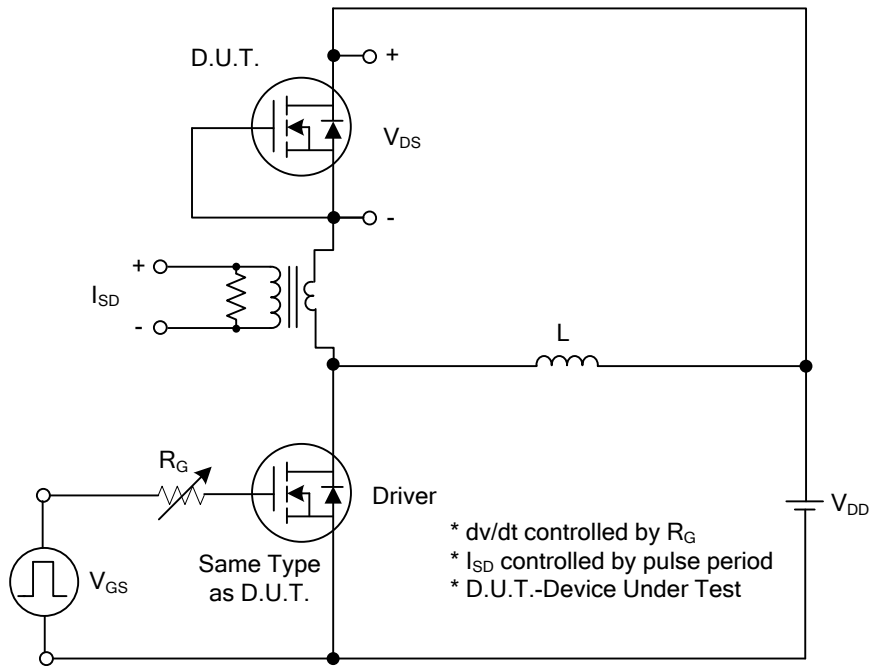 D.U.T.
+
VDS
-
+
ISD
-
L
RG
Driver
VDD
* dv/dt controlled by RG
* ISD controlled by pulse period
* D.U.T.-Device Under Test
Same Type
as D.U.T.
VGS